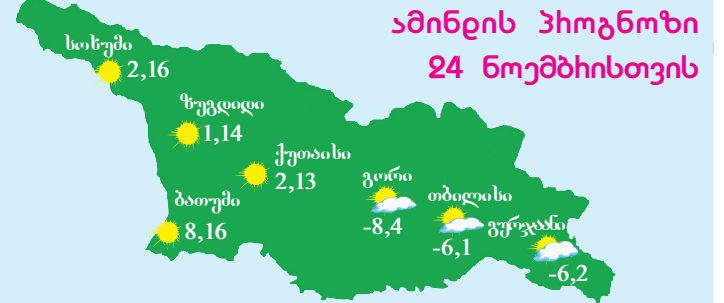 ამინდის პროგნოზი
24 ნოემბრისთვის
სოხუმი
2,16
ზუგდიდი
1,14
ქუთაისი
2,13
ბათუმი
8,16
გორი
-8,4
თბილისი
-6,1
გურჯაანი
-6,2